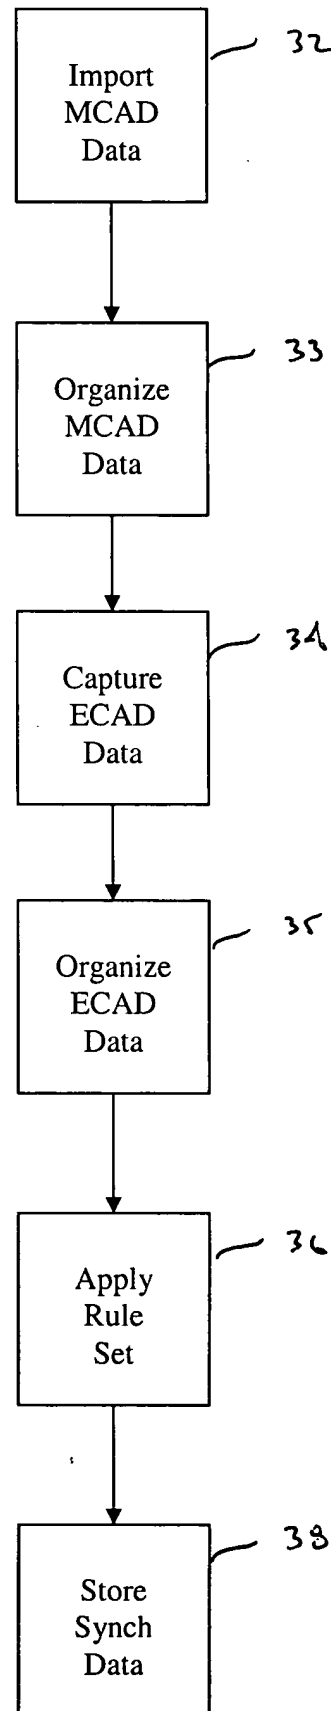 Import
MCAD
Data
32
Organize
MCAD
Data
33
Capture
ECAD
Data
34
Organize
ECAD
Data
35
Apply
Rule
Set
36
Store
Synch
Data
38